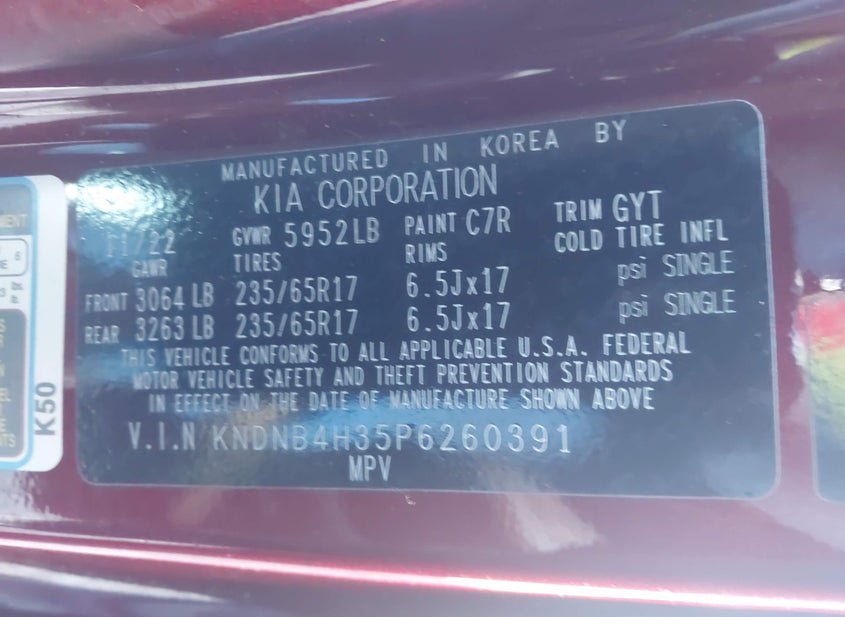 MANUFACTURED IN KOREA BY
KIA CORPORATION
11/22 GVWR 5952LB PAINT C7R TRIM GYT
GAWR TIRES RIMS COLD TIRE INFL
FRONT 3064 LB 235/65R17 6.5Jx17 psi SINGLE
REAR 3263 LB 235/65R17 6.5Jx17 psi SINGLE
THIS VEHICLE CONFORMS TO ALL APPLICABLE U.S.A. FEDERAL
MOTOR VEHICLE SAFETY AND THEFT PREVENTION STANDARDS
IN EFFECT ON THE DATE OF MANUFACTURE SHOWN ABOVE
V.I.N KNDNB4H35P6260391
MPV
K50